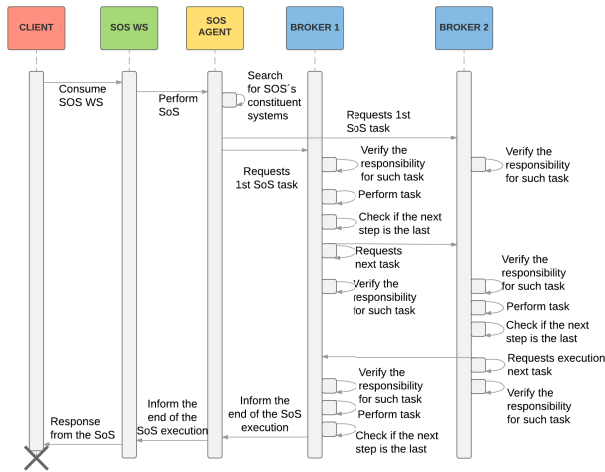 CLIENT
SOS WS
SOS
AGENT
BROKER 1
BROKER 2
Consume
SOS WS
Perform
SoS
Search
for SOS´s
constituent
systems
Requests 1st
SoS task
Requests
1st SoS task
Verify the
responsibility
for such task
Verify the
responsibility
for such task
Perform task
Check if the next
step is the last
Requests
next task
Verify the
responsibility
for such task
Verify the
responsibility
for such task
Perform task
Check if the next
step is the last
Requests execution
next task
Verify the
responsibility
for such task
Verify the
responsibility
for such task
Perform task
Check if the next
step is the last
Inform the
end of the SoS
execution
Inform the
end of the
SoS execution
Response
from the SoS